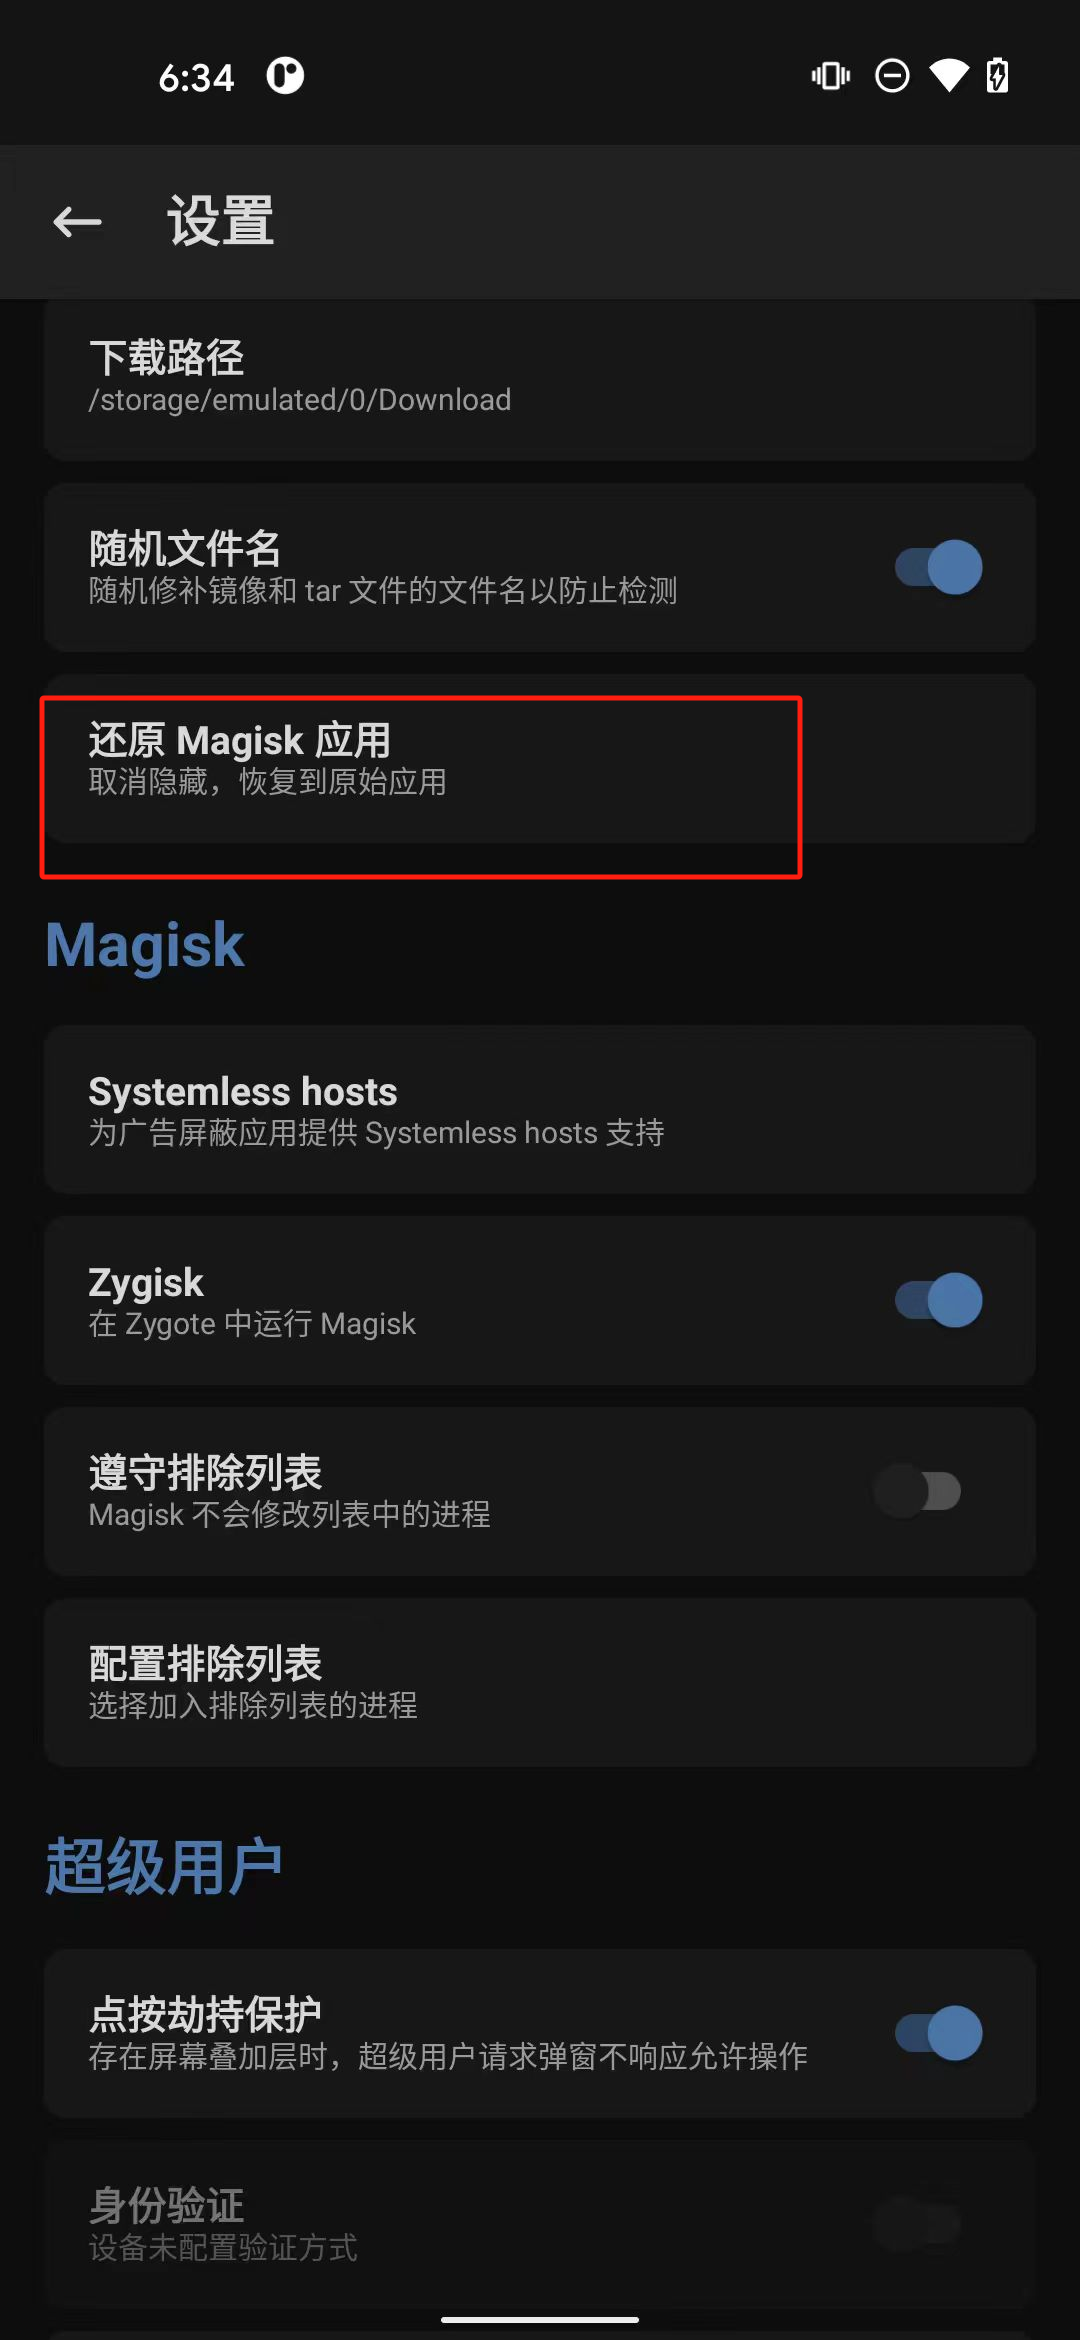 6:34
设置
下载路径
/storage/emulated/0/Download
随机文件名
随机修补镜像和 tar 文件的文件名以防止检测
还原 Magisk 应用
取消隐藏，恢复到原始应用
Magisk
Systemless hosts
为广告屏蔽应用提供 Systemless hosts 支持
Zygisk
在 Zygote 中运行 Magisk
遵守排除列表
Magisk 不会修改列表中的进程
配置排除列表
选择加入排除列表的进程
超级用户
点按劫持保护
存在屏幕叠加层时，超级用户请求弹窗不响应允许操作
身份验证
设备未配置验证方式